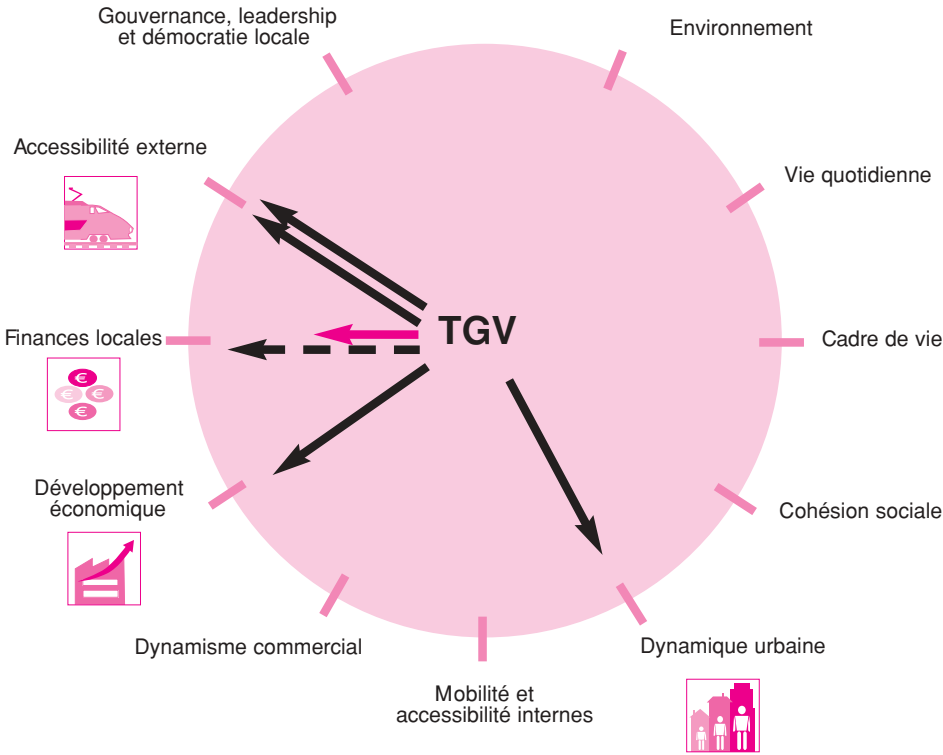 Gouvernance, leadership
et démocratie locale
Environnement
Accessibilité externe
Vie quotidienne
TGV
Finances locales
Cadre de vie
€
€ €
€
Développement
économique
Cohésion sociale
Dynamisme commercial
Dynamique urbaine
Mobilité et
accessibilité internes